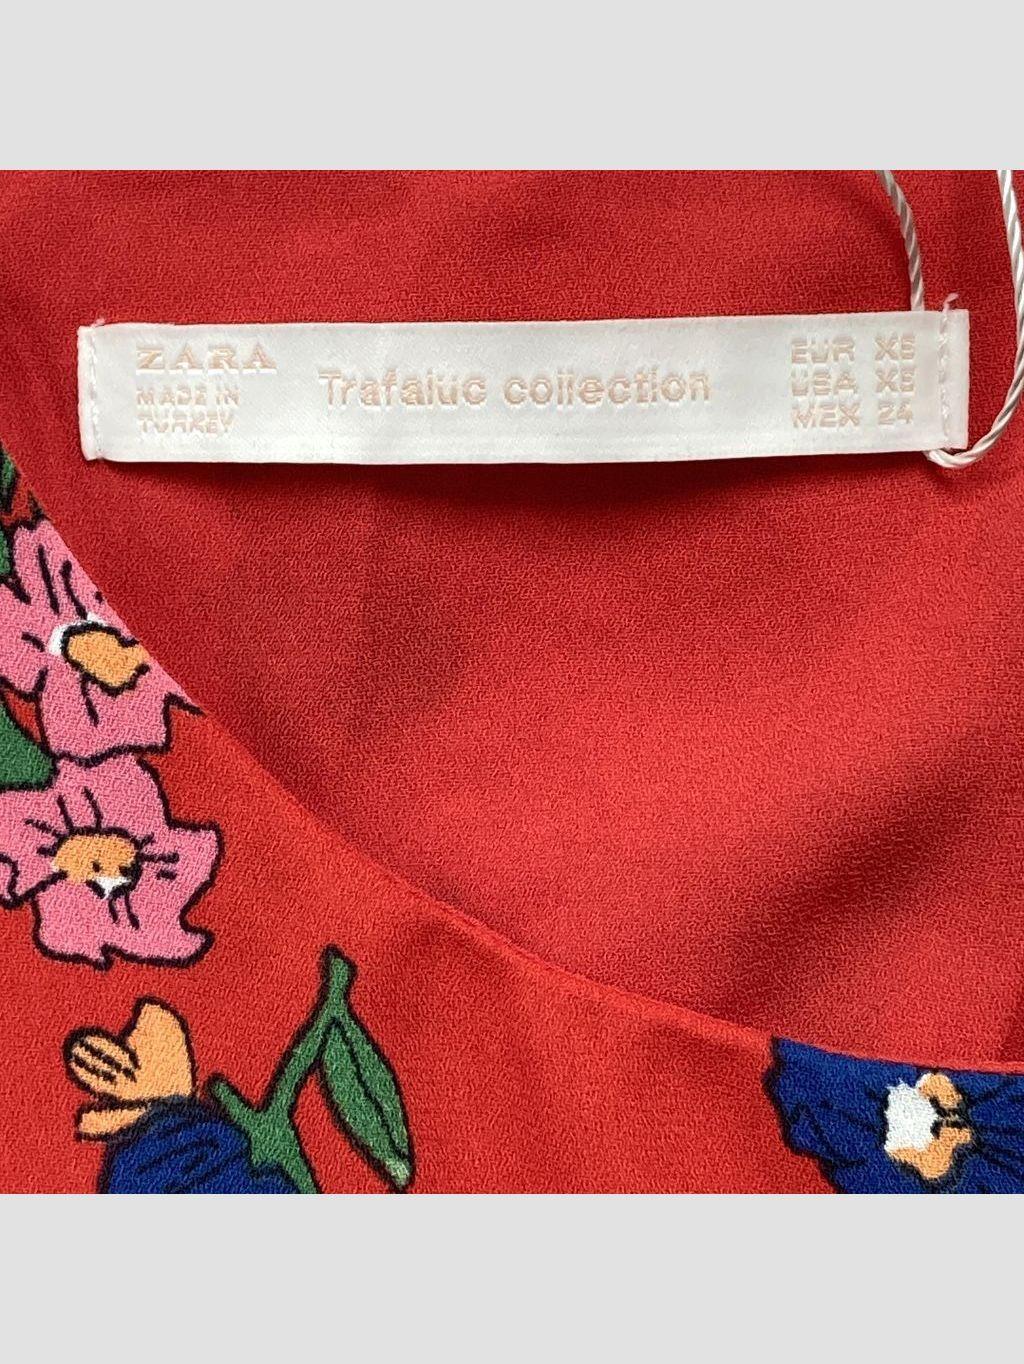 ZARA
MADE IN
TURKEY
Trafaluc collection
EUR XS
USA XS
MEX 24